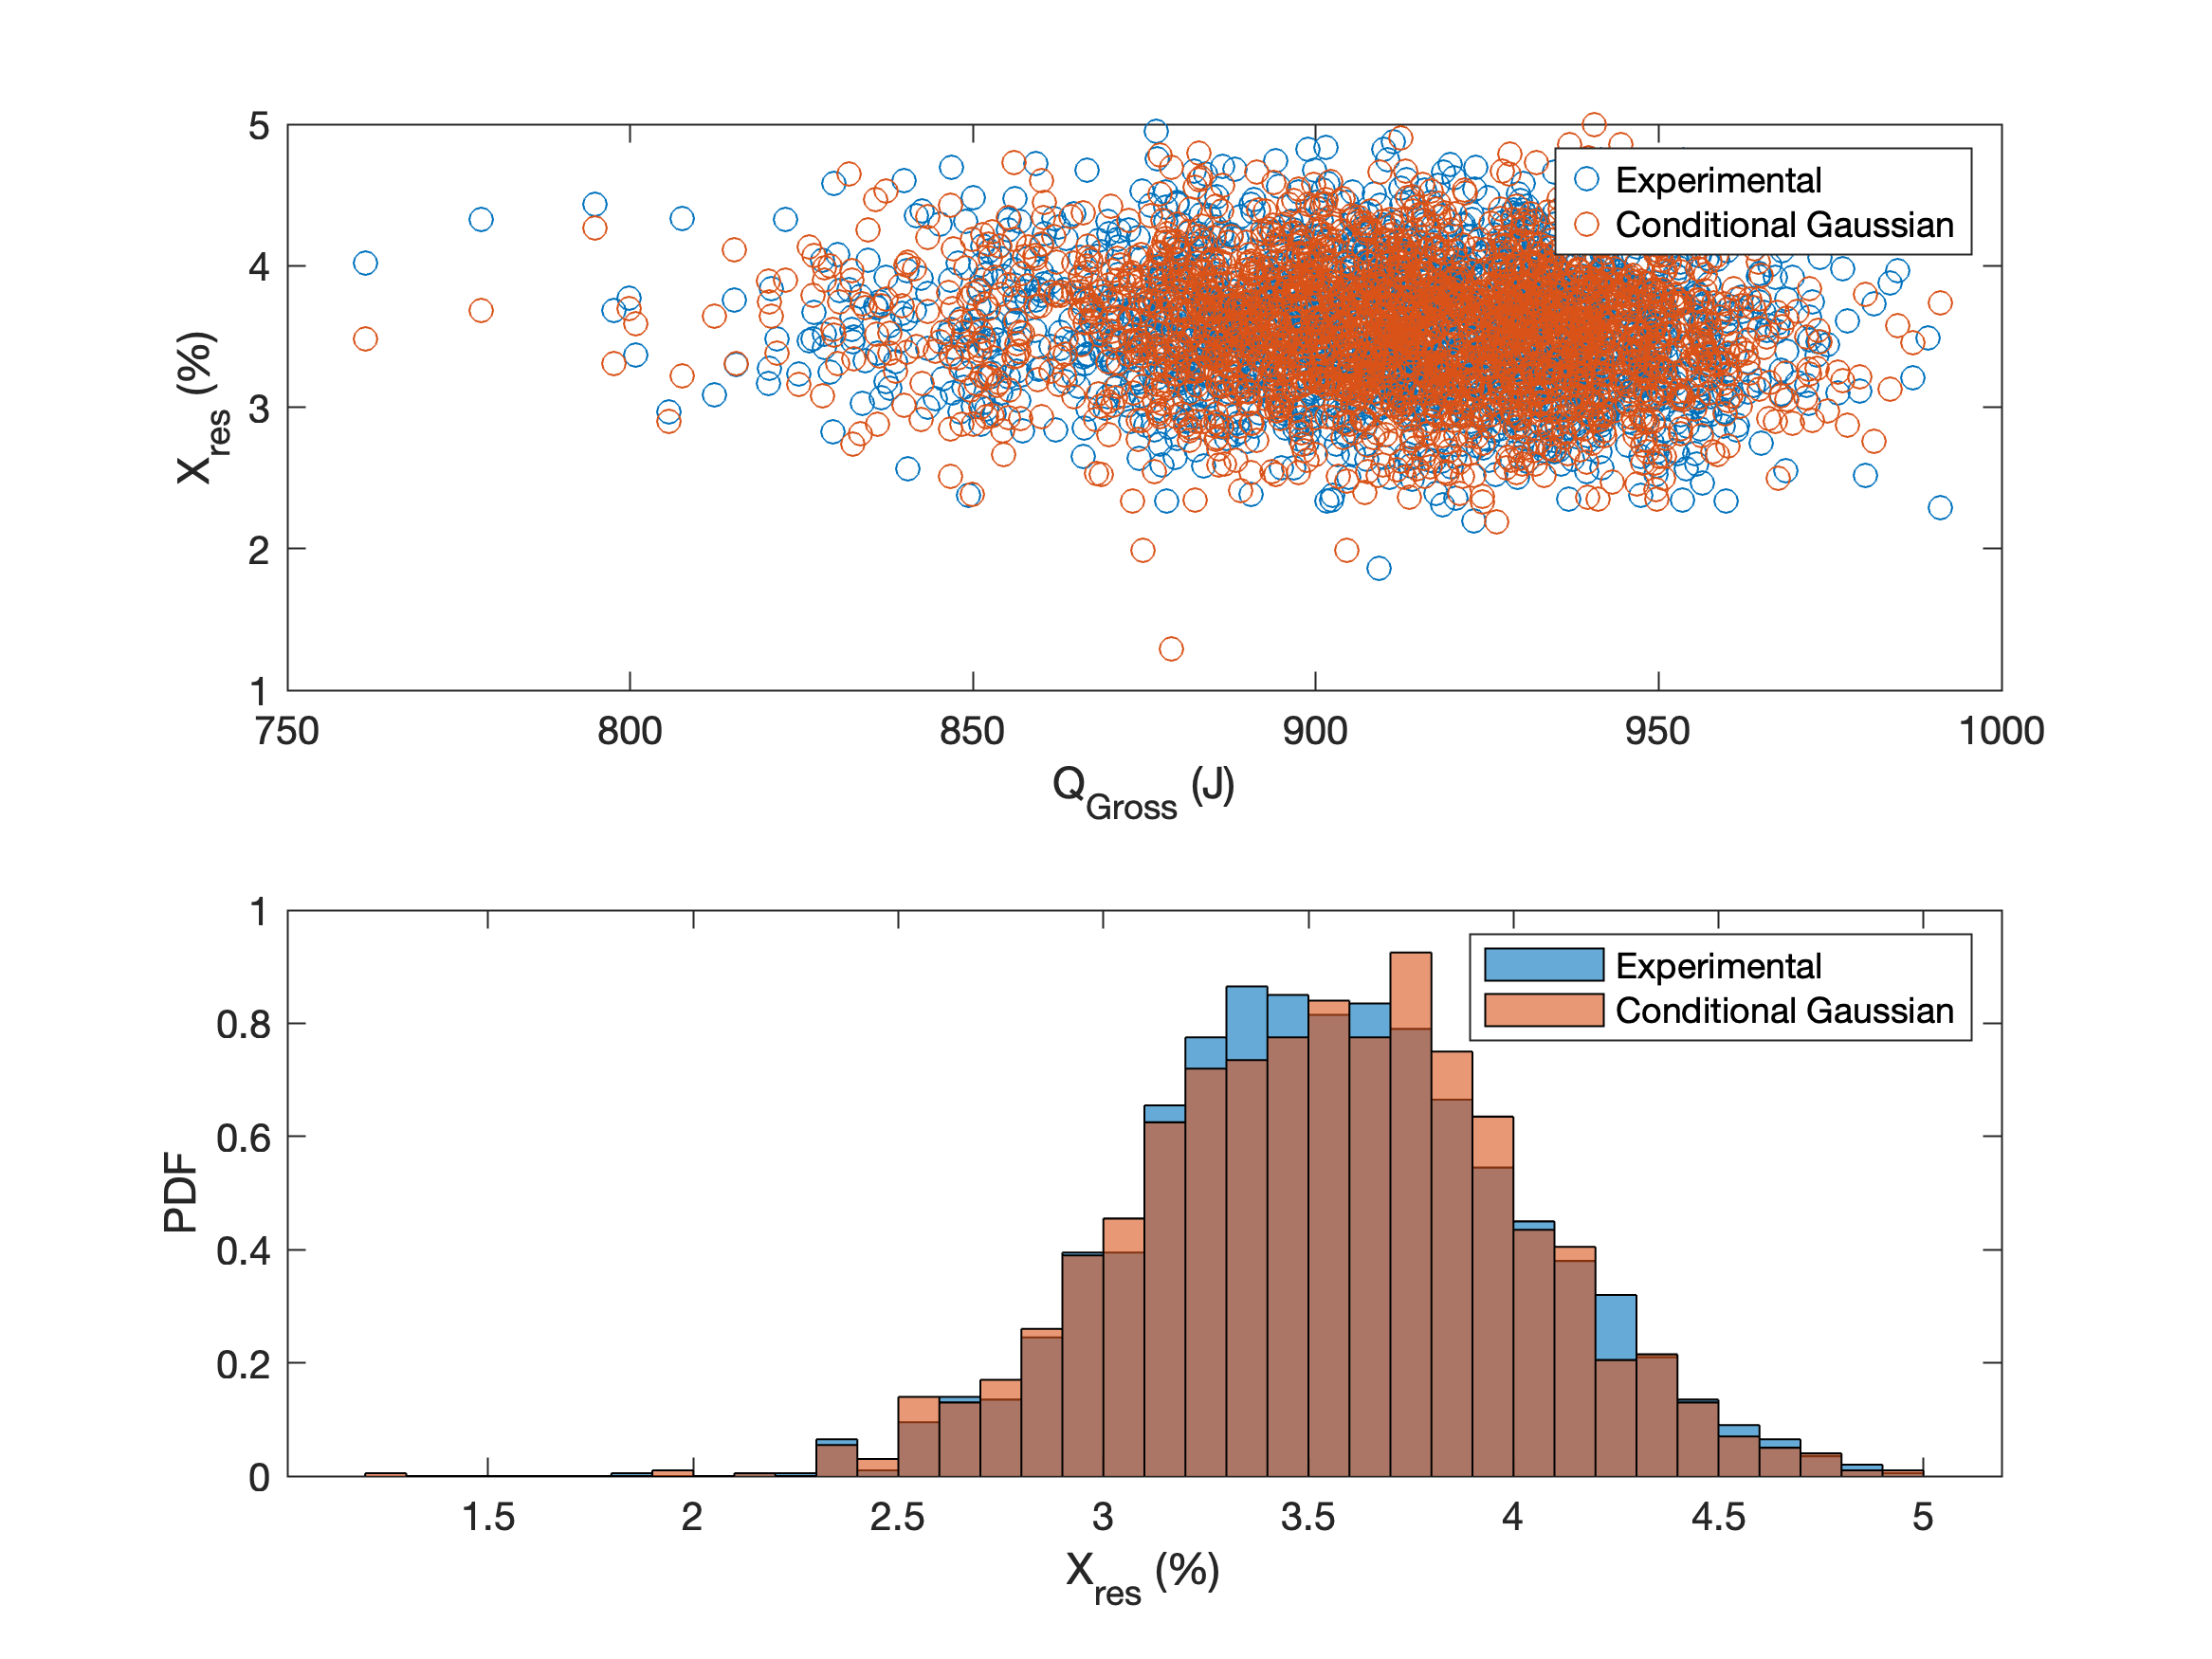 5
4
3
2
1
X_res (%)
750 800 850 900 950 1000
Q_Gross (J)
Experimental
Conditional Gaussian
1
0.8
0.6
0.4
0.2
0
PDF
1.5 2 2.5 3 3.5 4 4.5 5
X_res (%)
Experimental
Conditional Gaussian